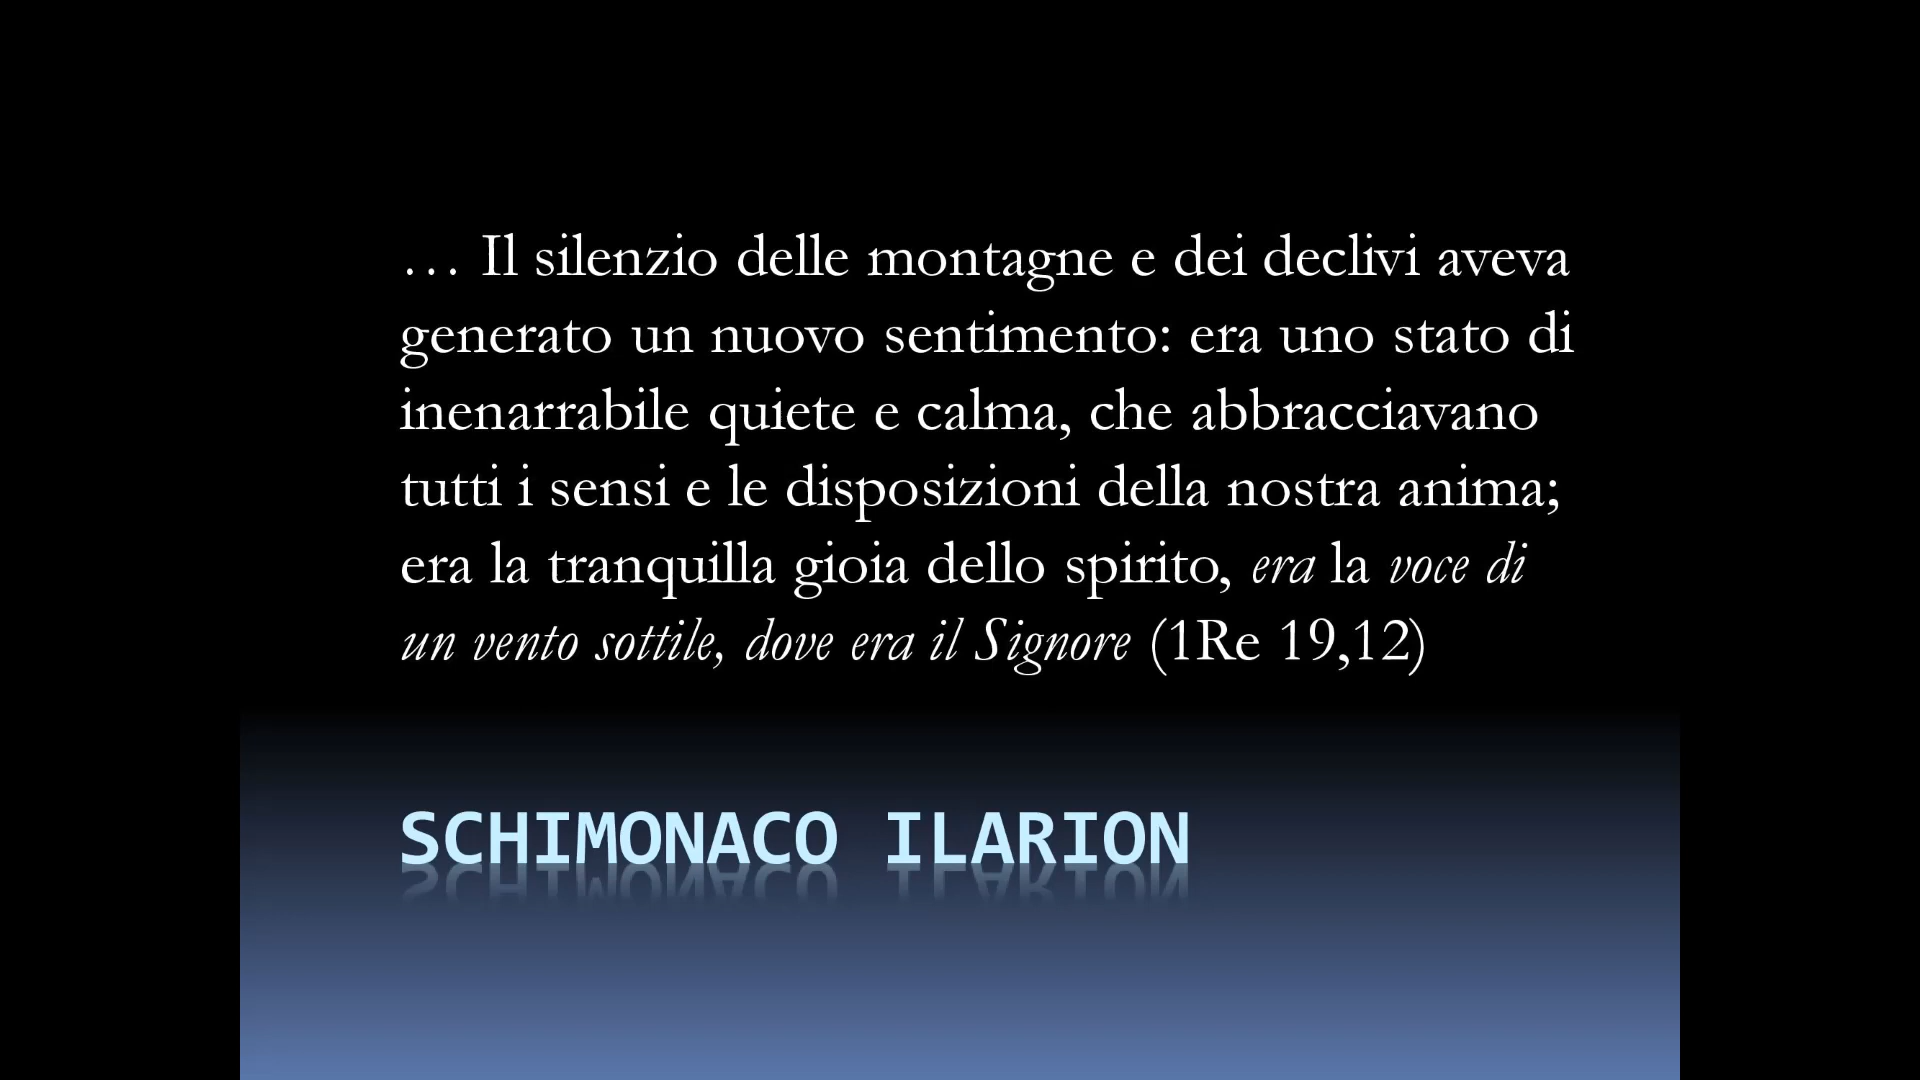 … Il silenzio delle montagne e dei declivi aveva
generato un nuovo sentimento: era uno stato di
inenarrabile quiete e calma, che abbracciavano
tutti i sensi e le disposizioni della nostra anima;
era la tranquilla gioia dello spirito, era la voce di
un vento sottile, dove era il Signore (1Re 19,12)
SCHIMONACO ILARION